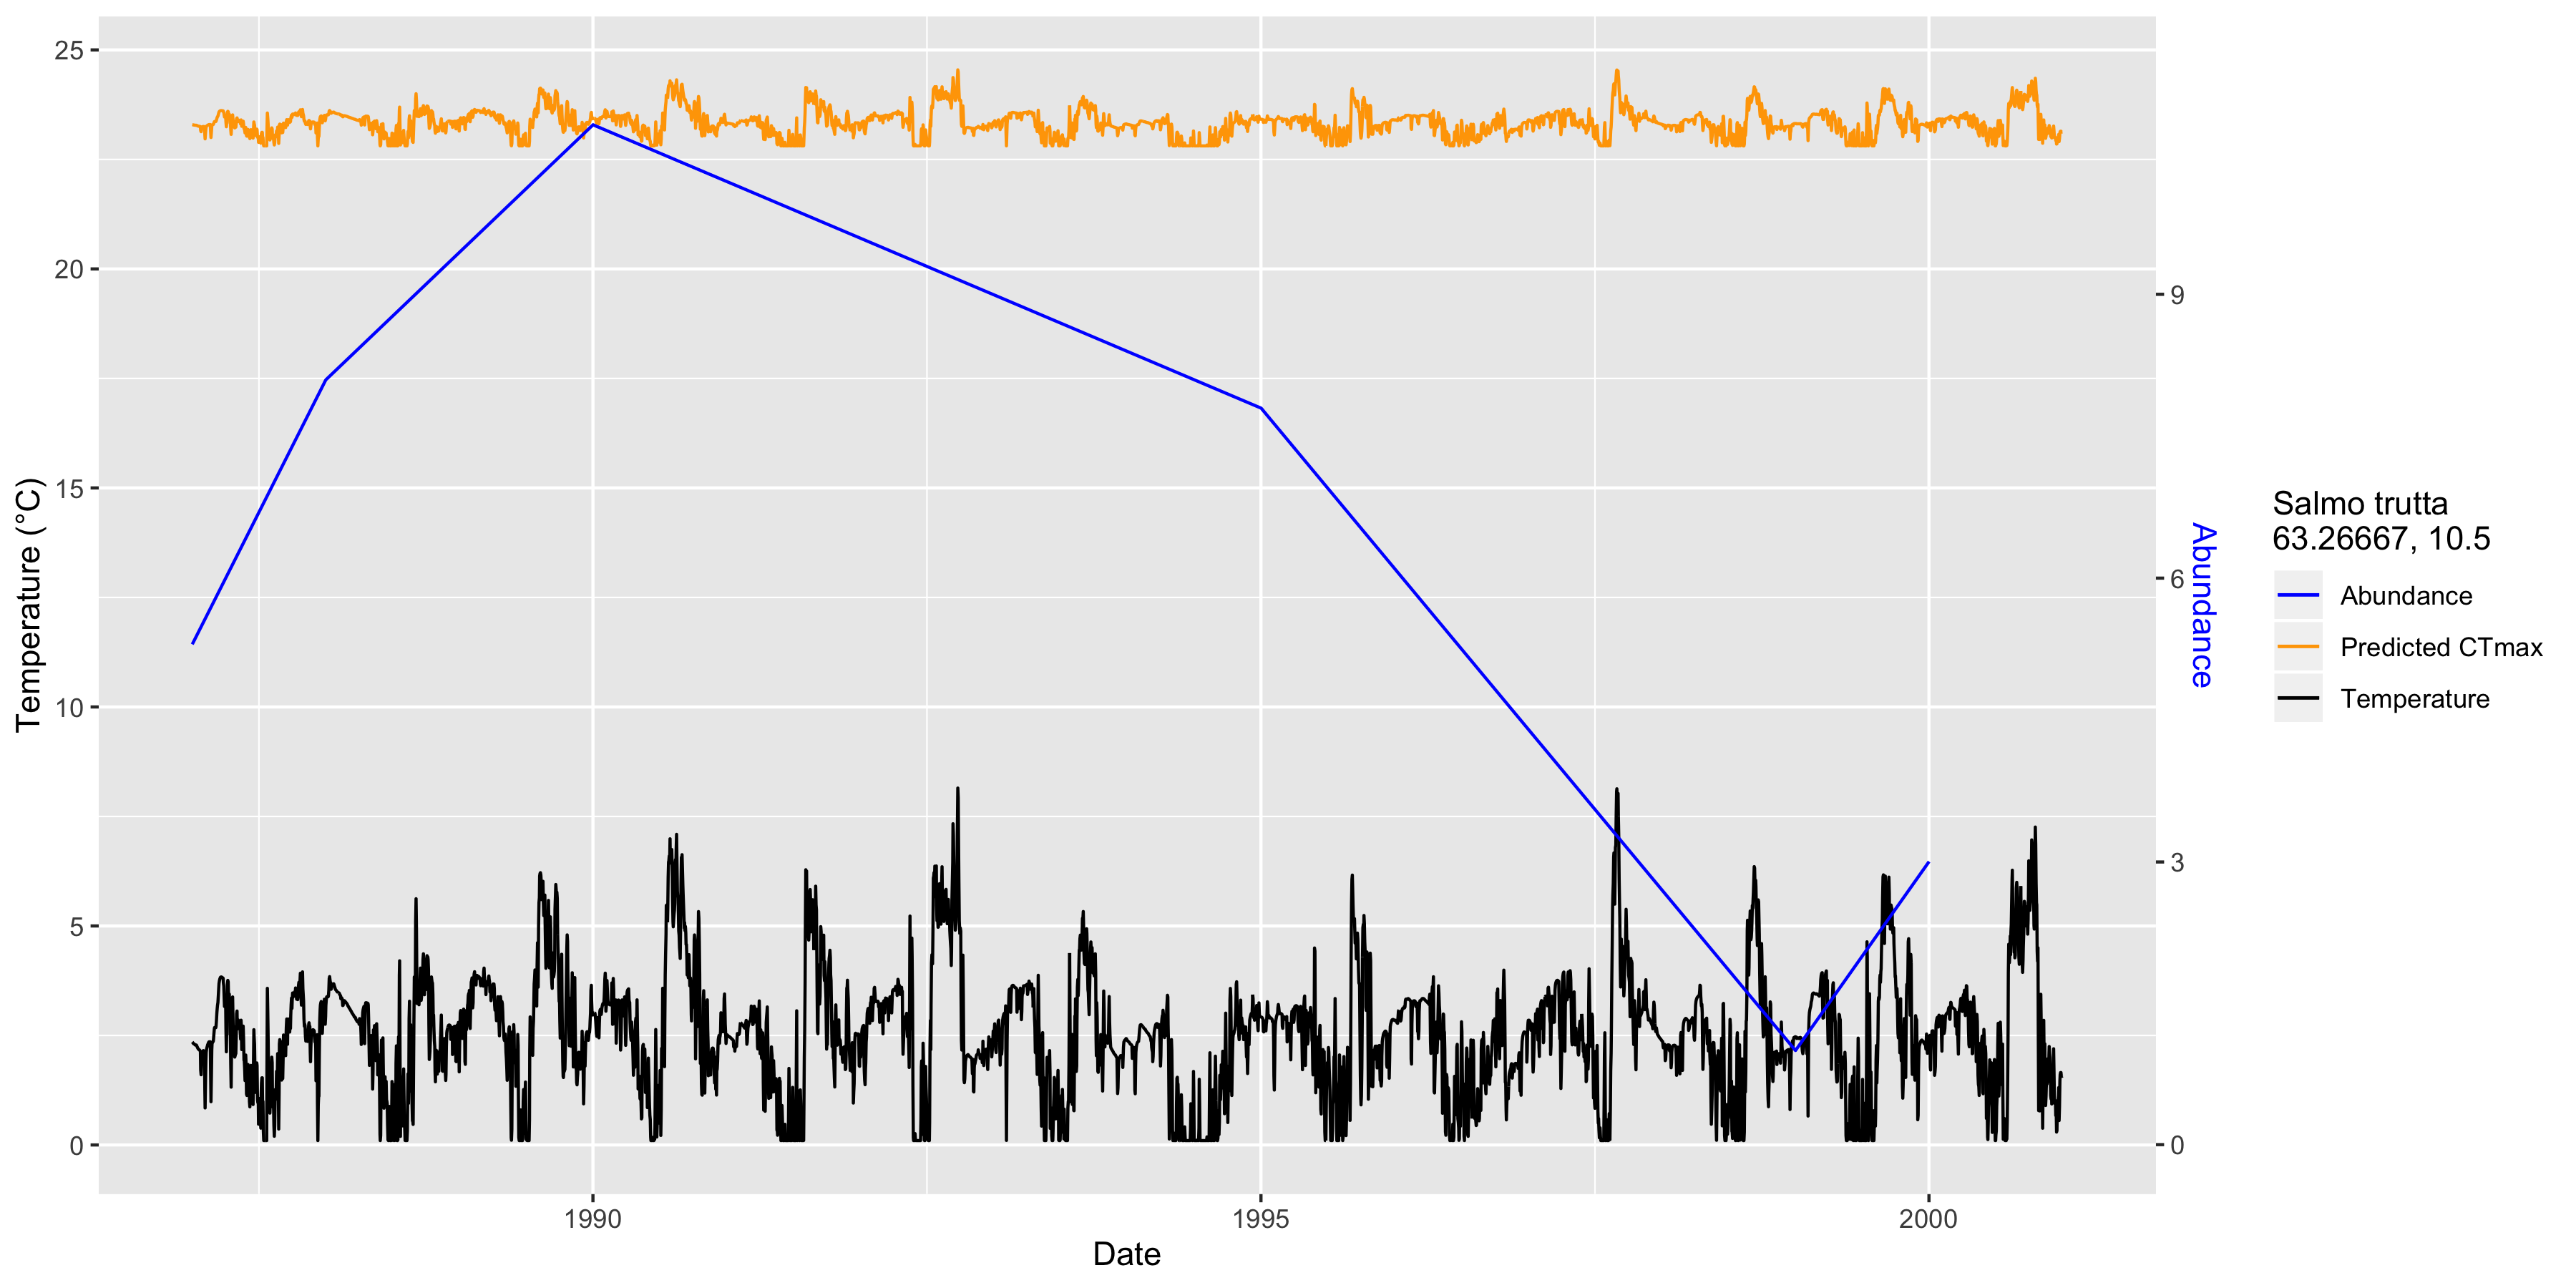 25
20
15
10
5
0
Temperature (°C)
1990
1995
2000
Date
9
6
3
0
Abundance
Salmo trutta
63.26667, 10.5
Abundance
Predicted CTmax
Temperature